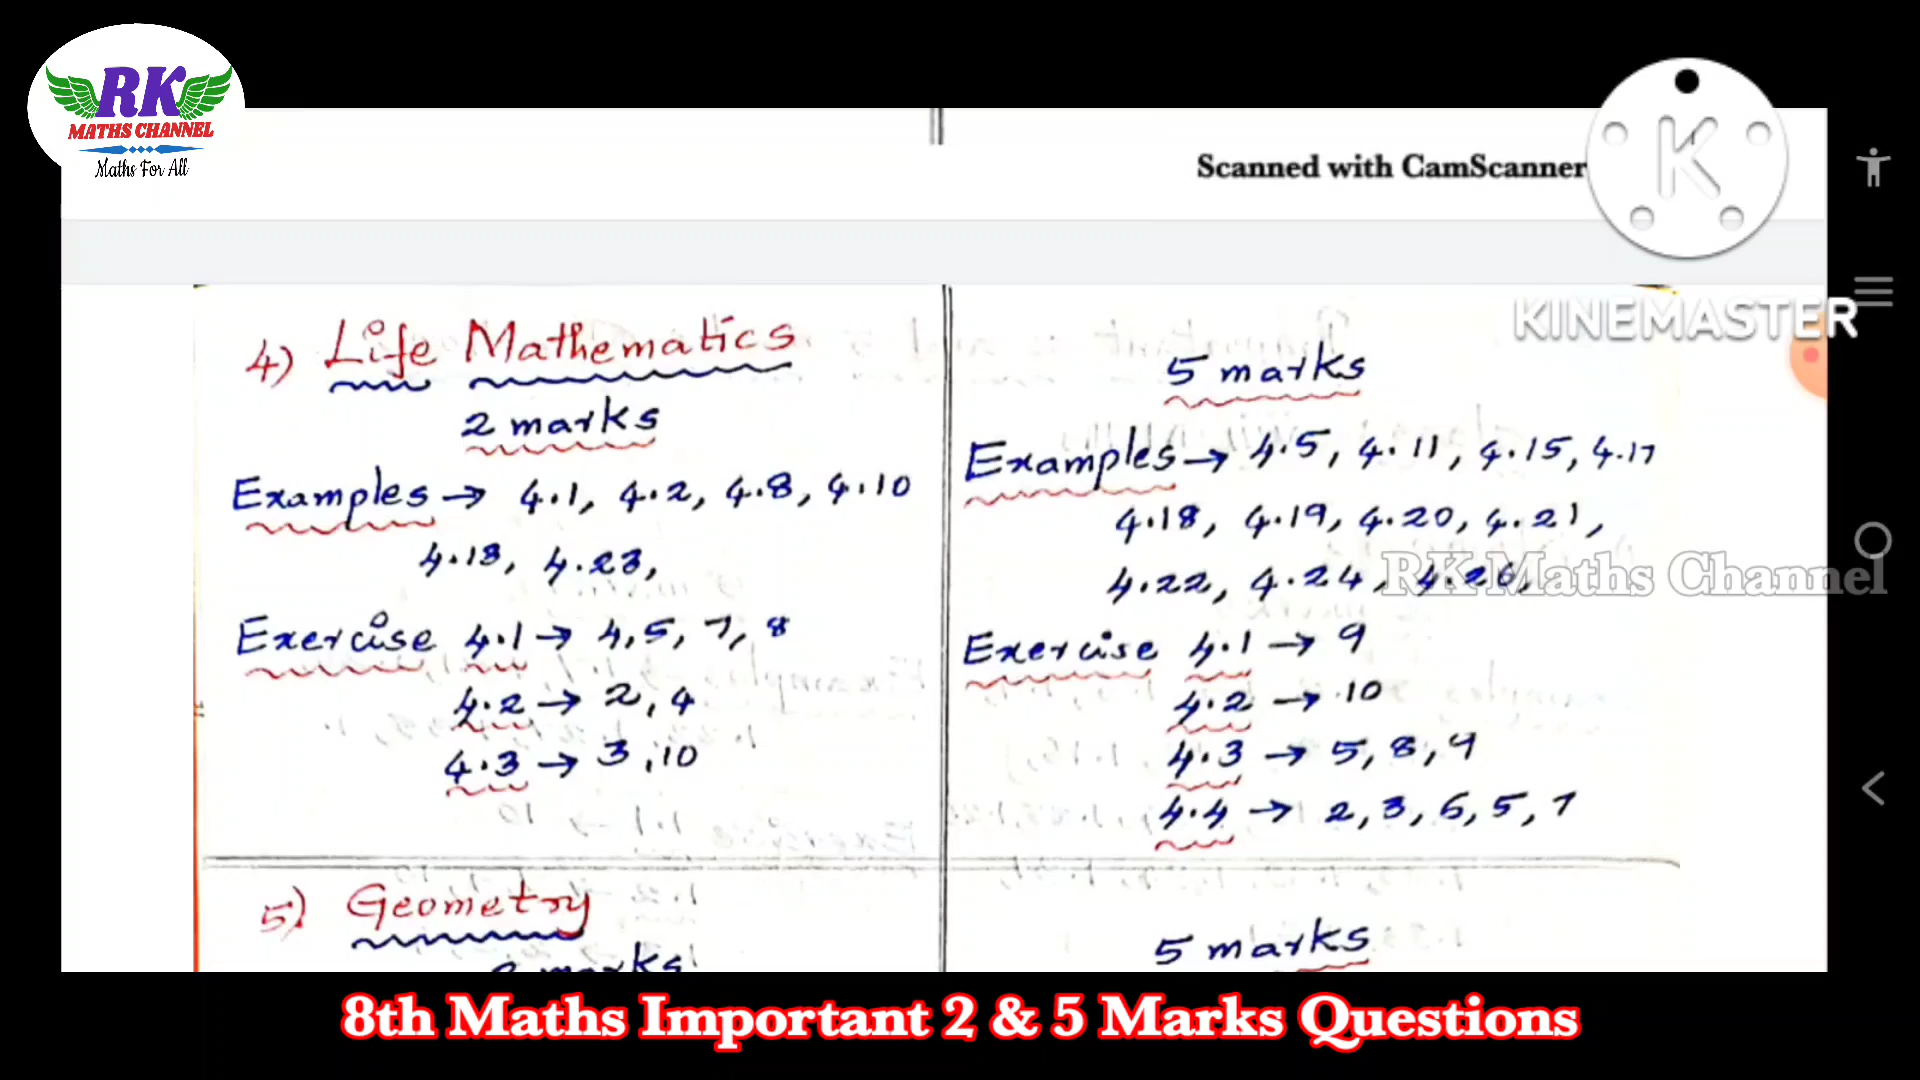 RK
MATHS CHANNEL
Maths For All
Scanned with CamScanner
K
KINEMASTER
4) Life Mathematics
2 marks
Examples → 4.1, 4.2, 4.8, 4.10
4.13, 4.23,
Exercise 4.1 → 4, 5, 7, 8
4.2 → 2, 4
4.3 → 3, 10
5 marks
Examples → 4.5, 4.11, 4.15, 4.17
4.18, 4.19, 4.20, 4.21,
4.22, 4.24, 4.26,
RK Maths Channel
Exercise 4.1 → 9
4.2 → 10
4.3 → 5, 8, 9
4.4 → 2, 3, 6, 5, 7
5) Geometry
marks
5 marks
8th Maths Important 2 & 5 Marks Questions